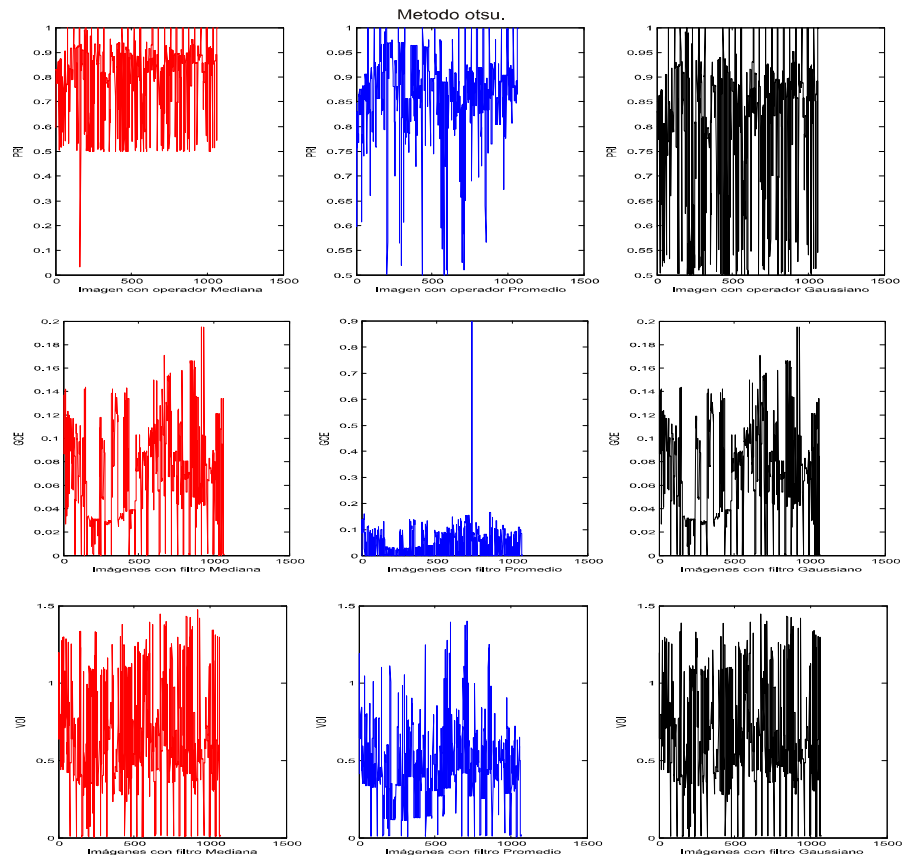 Metodo otsu.
1
0.9
0.8
0.7
0.6
0.5
0.4
0.3
0.2
0.1
0
PRI
0 500 1000 1500
Imagen con operador Mediana
1
0.95
0.9
0.85
0.8
0.75
0.7
0.65
0.6
0.55
0.5
PRI
0 500 1000 1500
Imagen con operador Promedio
1
0.95
0.9
0.85
0.8
0.75
0.7
0.65
0.6
0.55
0.5
PRI
0 500 1000 1500
Imagen con operador Gaussiano
0.2
0.18
0.16
0.14
0.12
0.1
0.08
0.06
0.04
0.02
0
GCE
0 500 1000 1500
Imágenes con filtro Mediana
0.9
0.8
0.7
0.6
0.5
0.4
0.3
0.2
0.1
0
GCE
0 500 1000 1500
Imágenes con filtro Promedio
0.2
0.18
0.16
0.14
0.12
0.1
0.08
0.06
0.04
0.02
0
GCE
0 500 1000 1500
Imágenes con filtro Gaussiano
1.5
1
0.5
0
VOI
0 500 1000 1500
Imágenes con filtro Mediana
1.5
1
0.5
0
VOI
0 500 1000 1500
Imágenes con filtro Promedio
1.5
1
0.5
0
VOI
0 500 1000 1500
Imágenes con filtro Gaussiano